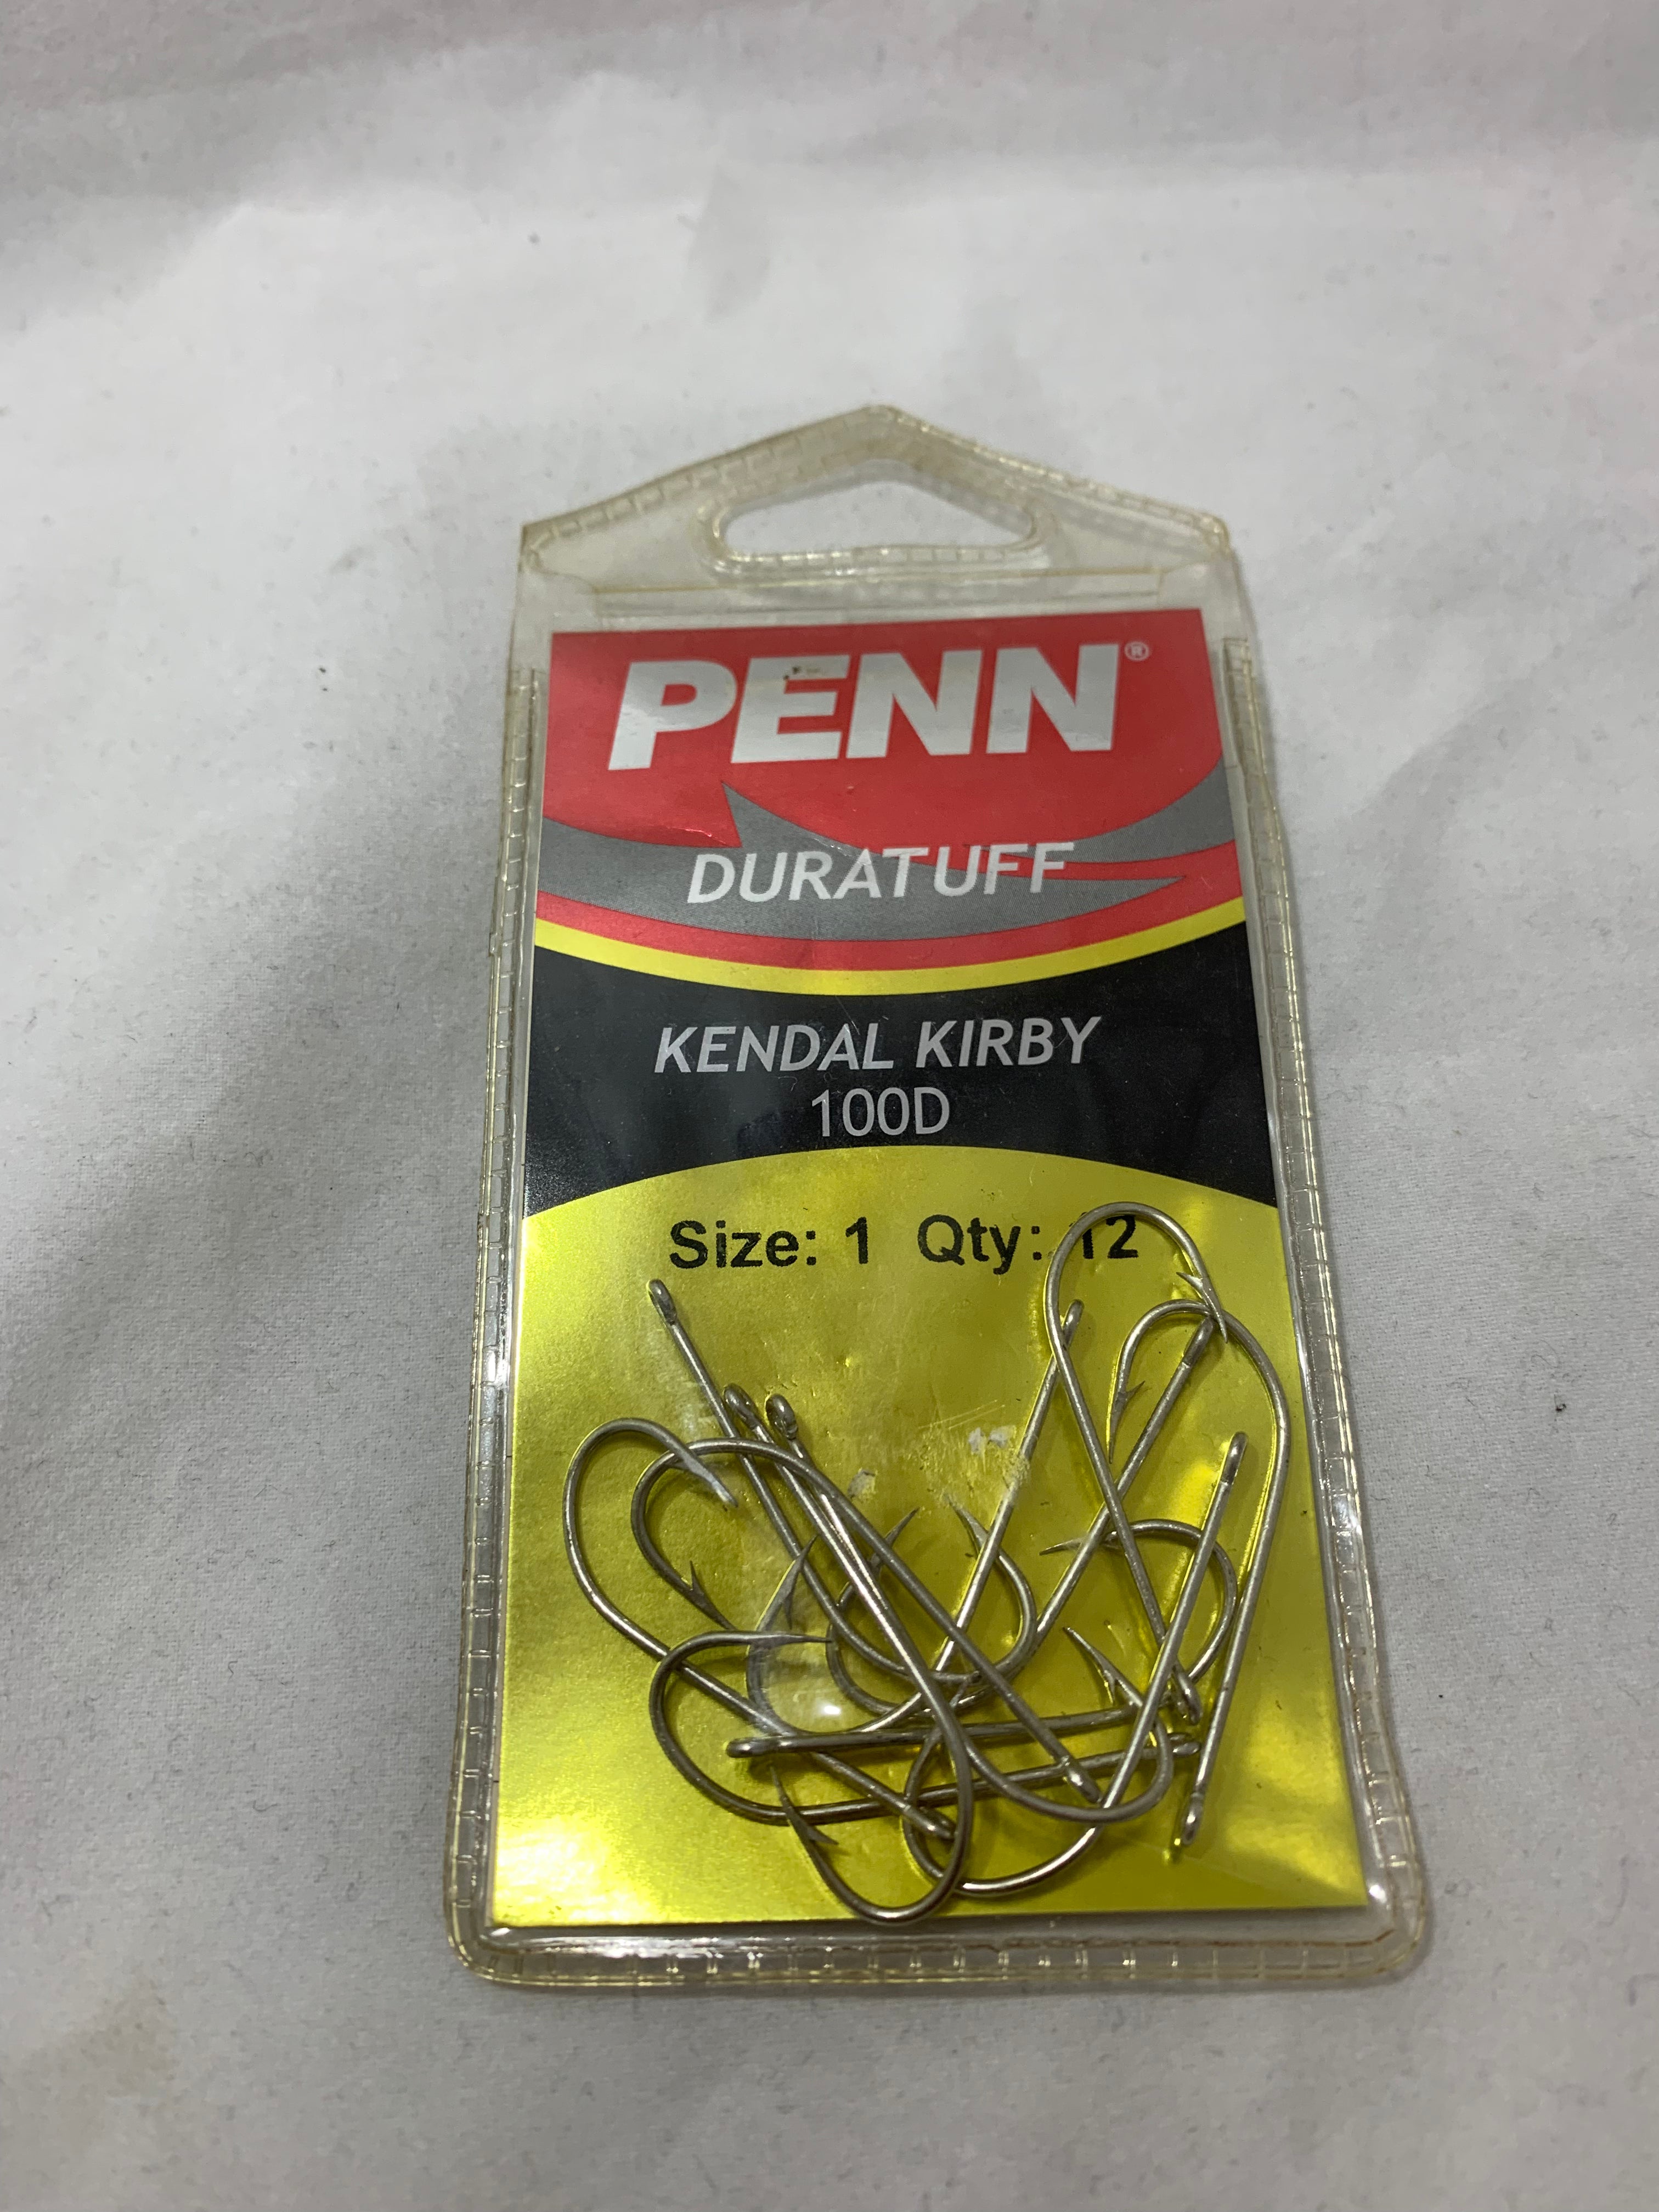 PENN®
DURATUFF
KENDAL KIRBY
100D
Size: 1 Qty: 12